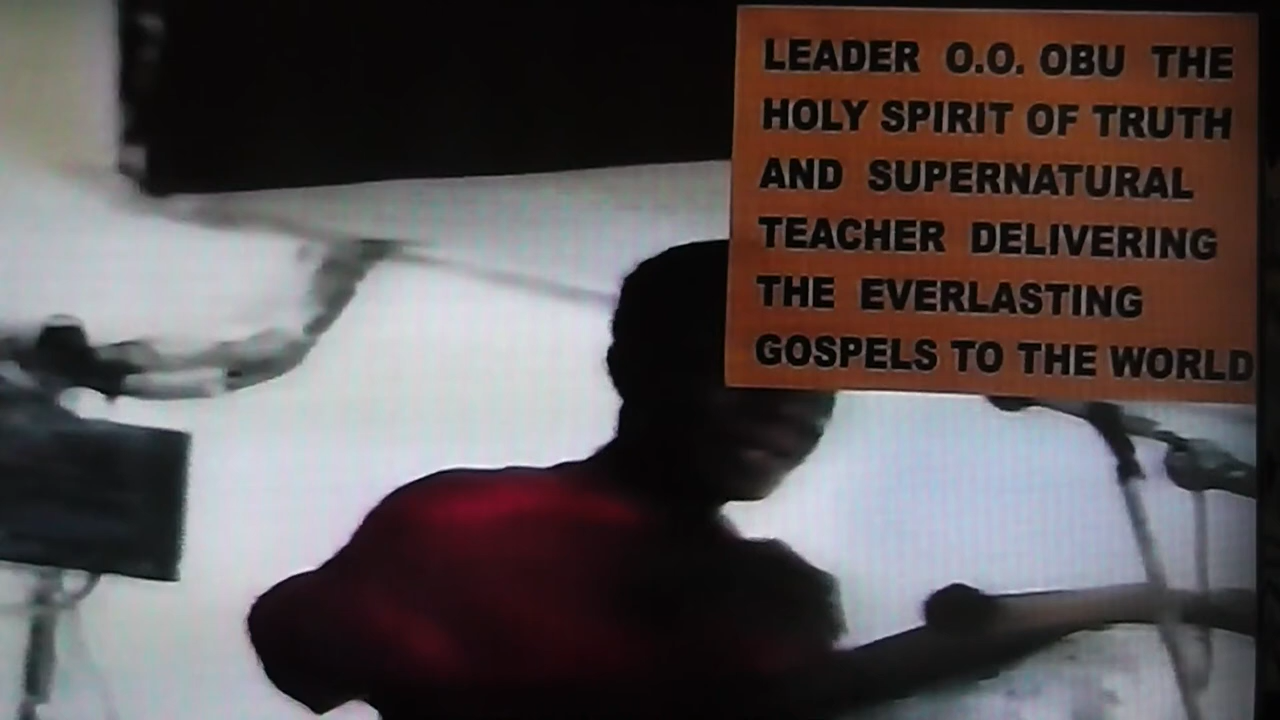 LEADER O.O. OBU THE
HOLY SPIRIT OF TRUTH
AND SUPERNATURAL
TEACHER DELIVERING
THE EVERLASTING
GOSPELS TO THE WORLD